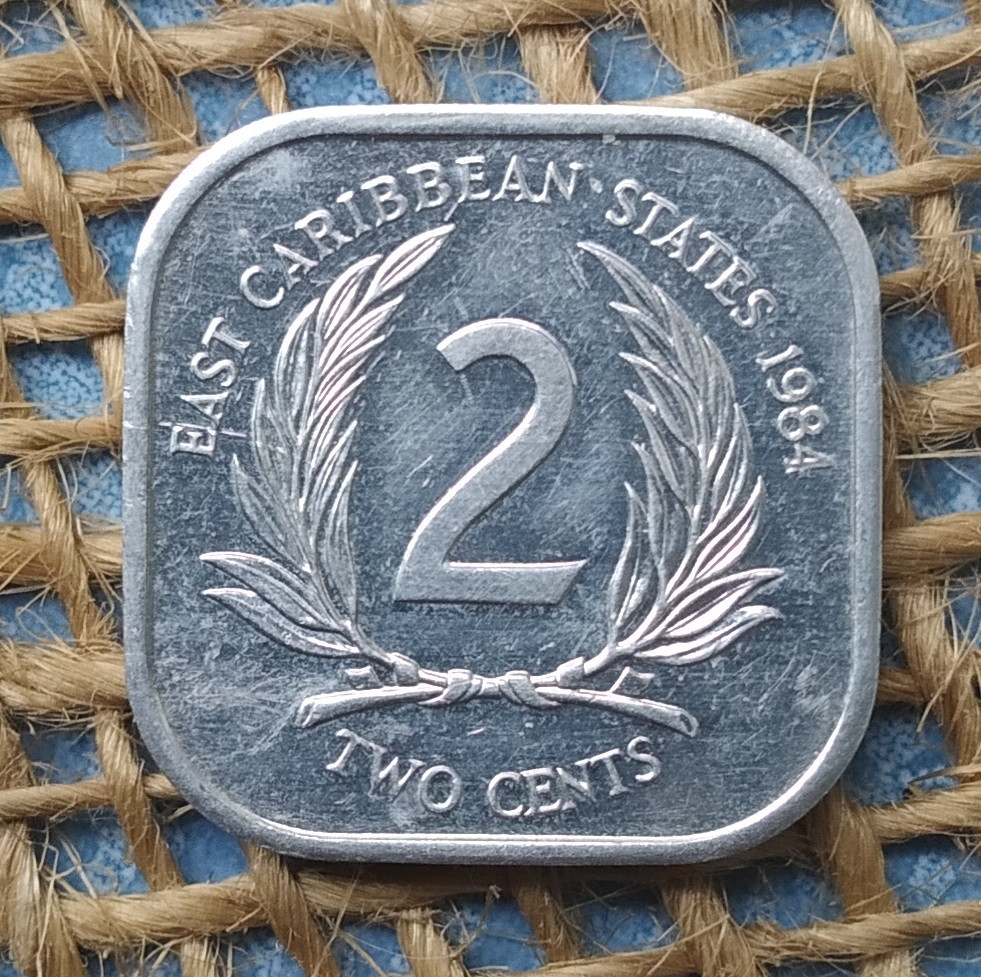 EAST CARIBBEAN STATES 1984
2
TWO CENTS